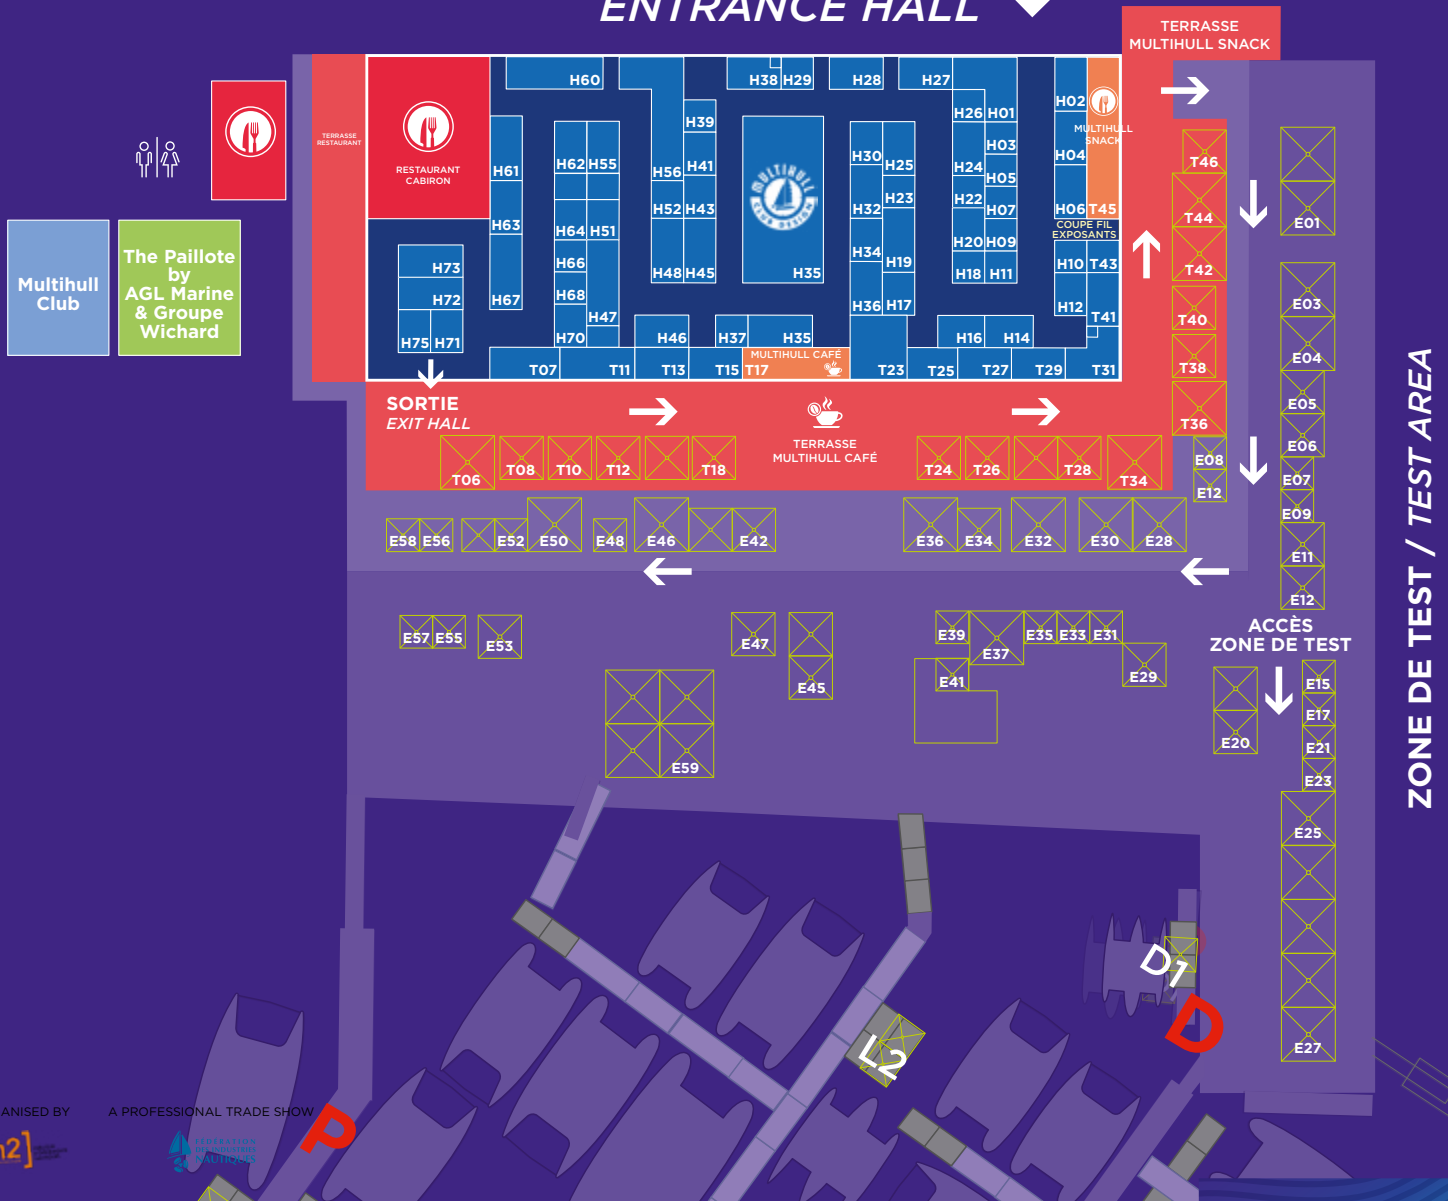 ENTRANCE HALL
TERRASSE
MULTIHULL SNACK
TERRASSE
RESTAURANT
RESTAURANT
CABIRON
H60
H38
H29
H28
H27
H02
H26
H01
H39
MULTIHULL
SNACK
H61
H62
H55
H56
H41
MULTIHULL
CLUB DESIGN
H30
H25
H24
H03
H04
H05
T46
H63
H64
H51
H52
H43
H32
H23
H22
H07
H06
T45
T44
E01
COUPE FIL
EXPOSANTS
H73
H66
H48
H45
H35
H34
H19
H20
H09
H18
H11
H10
T43
T42
H72
H67
H68
H47
H36
H17
H12
T41
T40
E03
H75
H71
H70
H46
H37
H35
H16
H14
T07
T11
T13
T15
MULTIHULL CAFÉ
T17
T23
T25
T27
T29
T31
T38
E04
Multihull
Club
The Paillote
by
AGL Marine
& Groupe
Wichard
SORTIE
EXIT HALL
TERRASSE
MULTIHULL CAFÉ
T36
E05
E06
T06
T08
T10
T12
T18
T24
T26
T28
T34
E08
E12
E07
E09
E58
E56
E52
E50
E48
E46
E42
E36
E34
E32
E30
E28
E11
E12
ACCÈS
ZONE DE TEST
E57
E55
E53
E47
E45
E39
E37
E35
E33
E31
E41
E29
E59
E15
E17
E20
E21
E23
E25
E27
ZONE DE TEST / TEST AREA
D1
D
L2
P
ANISED BY
A PROFESSIONAL TRADE SHOW
n2]
FÉDÉRATION
DES INDUSTRIES
NAUTIQUES